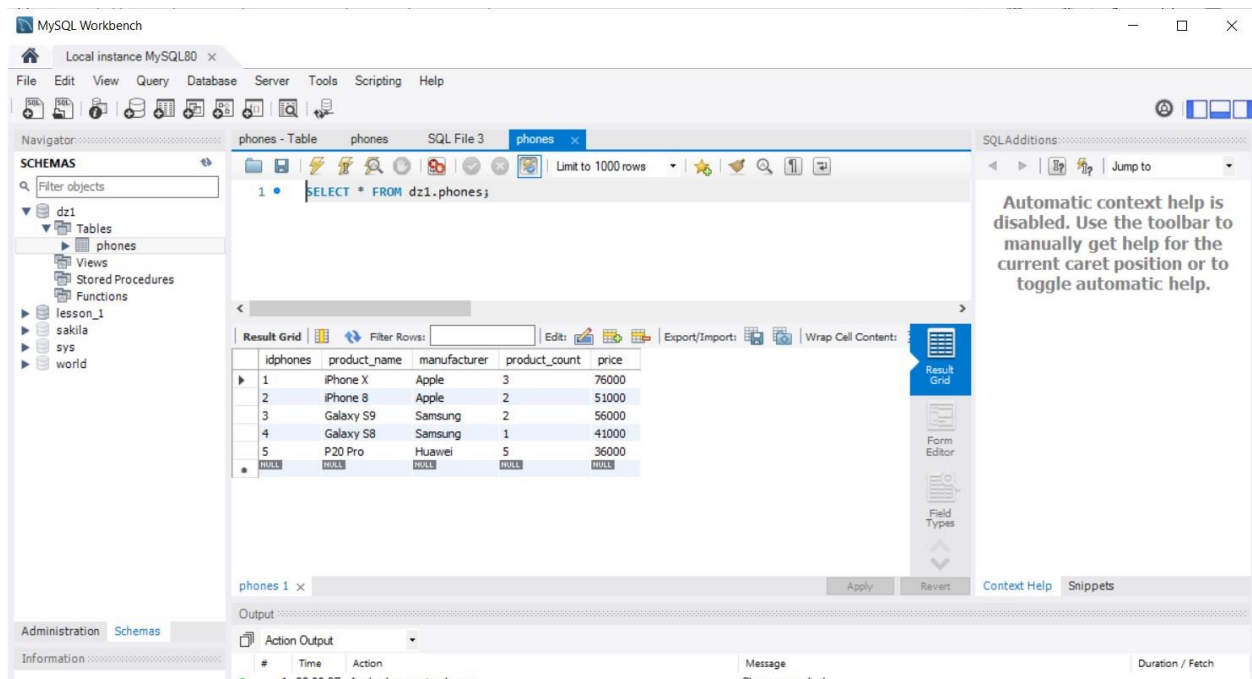 MySQL Workbench
Local instance MySQL80
File Edit View Query Database Server Tools Scripting Help
Navigator
SCHEMAS
Filter objects
dz1
Tables
phones
Views
Stored Procedures
Functions
lesson_1
sakila
sys
world
Administration Schemas
Information
phones - Table phones SQL File 3 phones
Limit to 1000 rows
1 SELECT * FROM dz1.phones;
Result Grid Filter Rows: Edit: Export/Import: Wrap Cell Content:
idphones product_name manufacturer product_count price
1 iPhone X Apple 3 76000
2 iPhone 8 Apple 2 51000
3 Galaxy S9 Samsung 2 56000
4 Galaxy S8 Samsung 1 41000
5 P20 Pro Huawei 5 36000
NULL NULL NULL NULL NULL
Result
Grid
Form
Editor
Field
Types
phones 1 Apply Revert
Output
Action Output
# Time Action Message Duration / Fetch
SQLAdditions
Jump to
Automatic context help is
disabled. Use the toolbar to
manually get help for the
current caret position or to
toggle automatic help.
Context Help Snippets